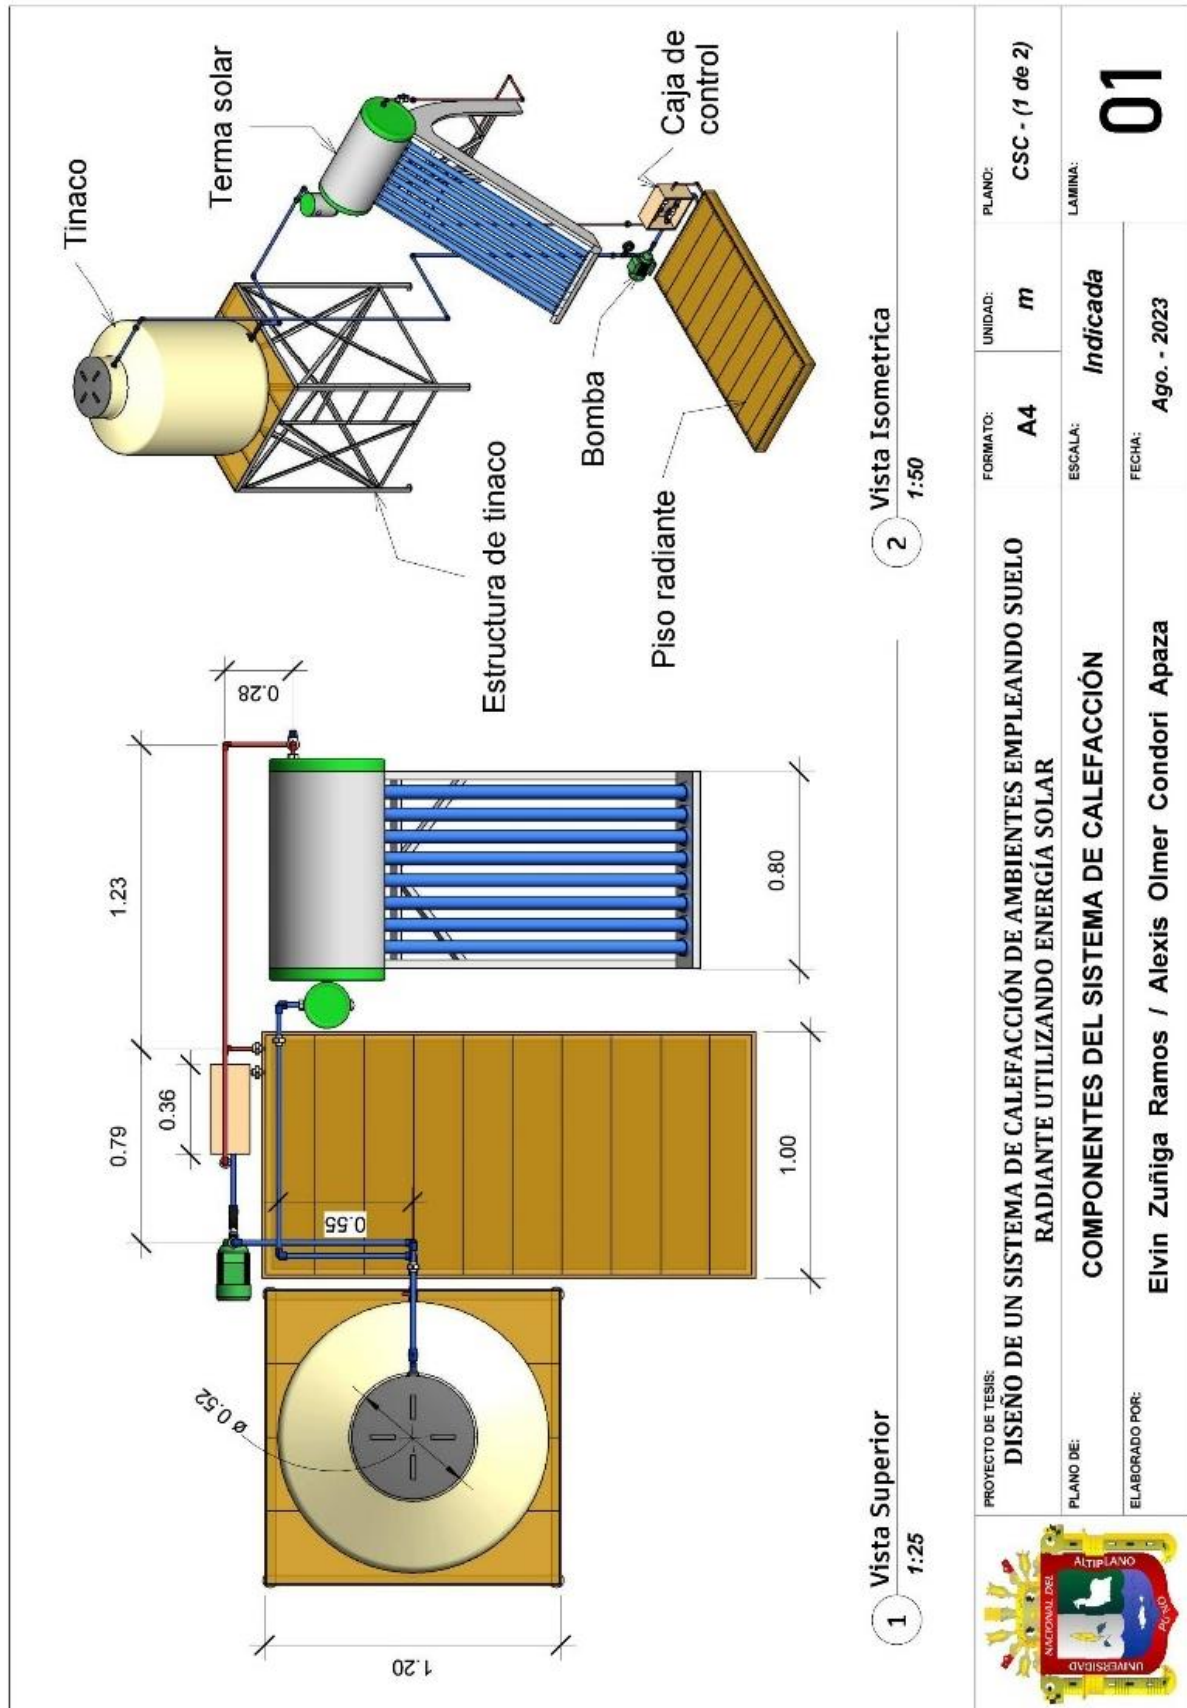 1.20
ø 0.52
0.55
0.79
0.36
1.23
0.28
1.00
0.80
1
Vista Superior
1:25
Tinaco
Terma solar
Estructura de tinaco
Bomba
Caja de
control
Piso radiante
2
Vista Isometrica
1:50
UNIVERSIDAD
NACIONAL DEL
ALTIPLANO
PUNO
PROYECTO DE TESIS:
DISEÑO DE UN SISTEMA DE CALEFACCIÓN DE AMBIENTES EMPLEANDO SUELO
RADIANTE UTILIZANDO ENERGÍA SOLAR
PLANO DE:
COMPONENTES DEL SISTEMA DE CALEFACCIÓN
ELABORADO POR:
Elvin Zuñiga Ramos / Alexis Olmer Condori Apaza
FORMATO:
A4
UNIDAD:
m
PLANO:
CSC - (1 de 2)
ESCALA:
Indicada
FECHA:
Ago. - 2023
LAMINA:
01